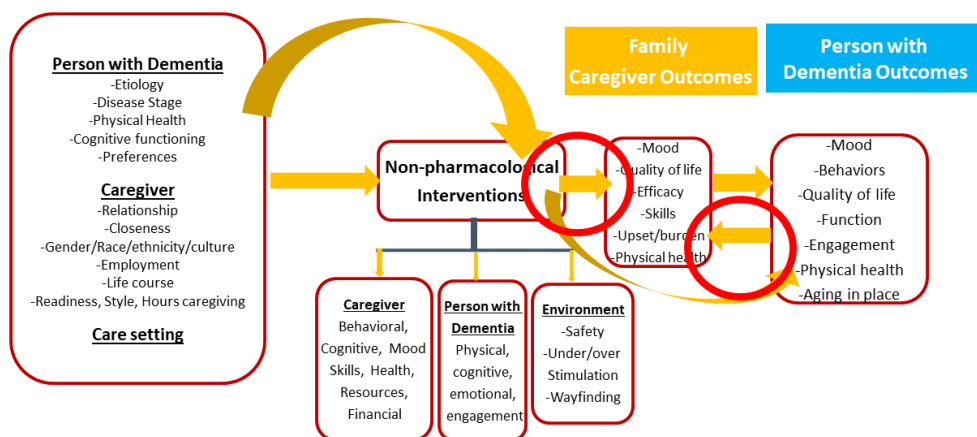 Person with Dementia
-Etiology
-Disease Stage
-Physical Health
-Cognitive functioning
-Preferences
Caregiver
-Relationship
-Closeness
-Gender/Race/ethnicity/culture
-Employment
-Life course
-Readiness, Style, Hours caregiving
Care setting
Non-pharmacological
Interventions
Caregiver
Behavioral,
Cognitive, Mood
Skills, Health,
Resources,
Financial
Person with
Dementia
Physical,
cognitive,
emotional,
engagement
Environment
-Safety
-Under/over
Stimulation
-Wayfinding
Family
Caregiver Outcomes
-Mood
-Quality of life
-Efficacy
-Skills
-Upset/burden
-Physical health
Person with
Dementia Outcomes
-Mood
-Behaviors
-Quality of life
-Function
-Engagement
-Physical health
-Aging in place